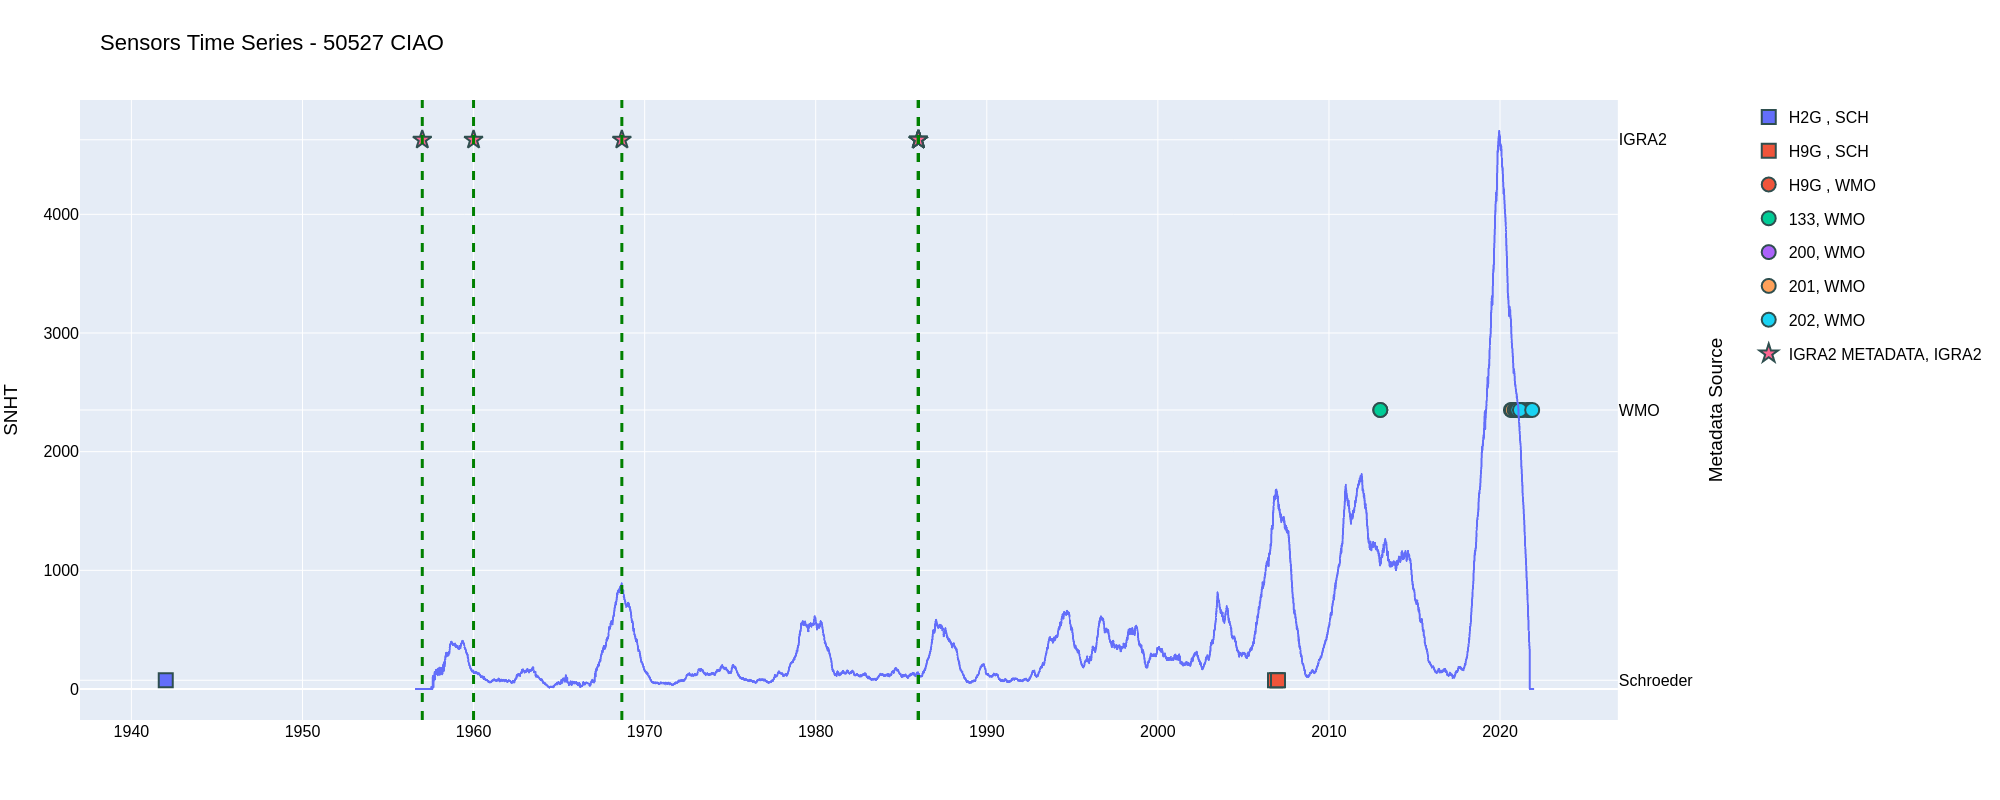 Sensors Time Series - 50527 CIAO
SNHT
4000
3000
2000
1000
0
1940
1950
1960
1970
1980
1990
2000
2010
2020
IGRA2
WMO
Schroeder
Metadata Source
H2G , SCH
H9G , SCH
H9G , WMO
133, WMO
200, WMO
201, WMO
202, WMO
IGRA2 METADATA, IGRA2